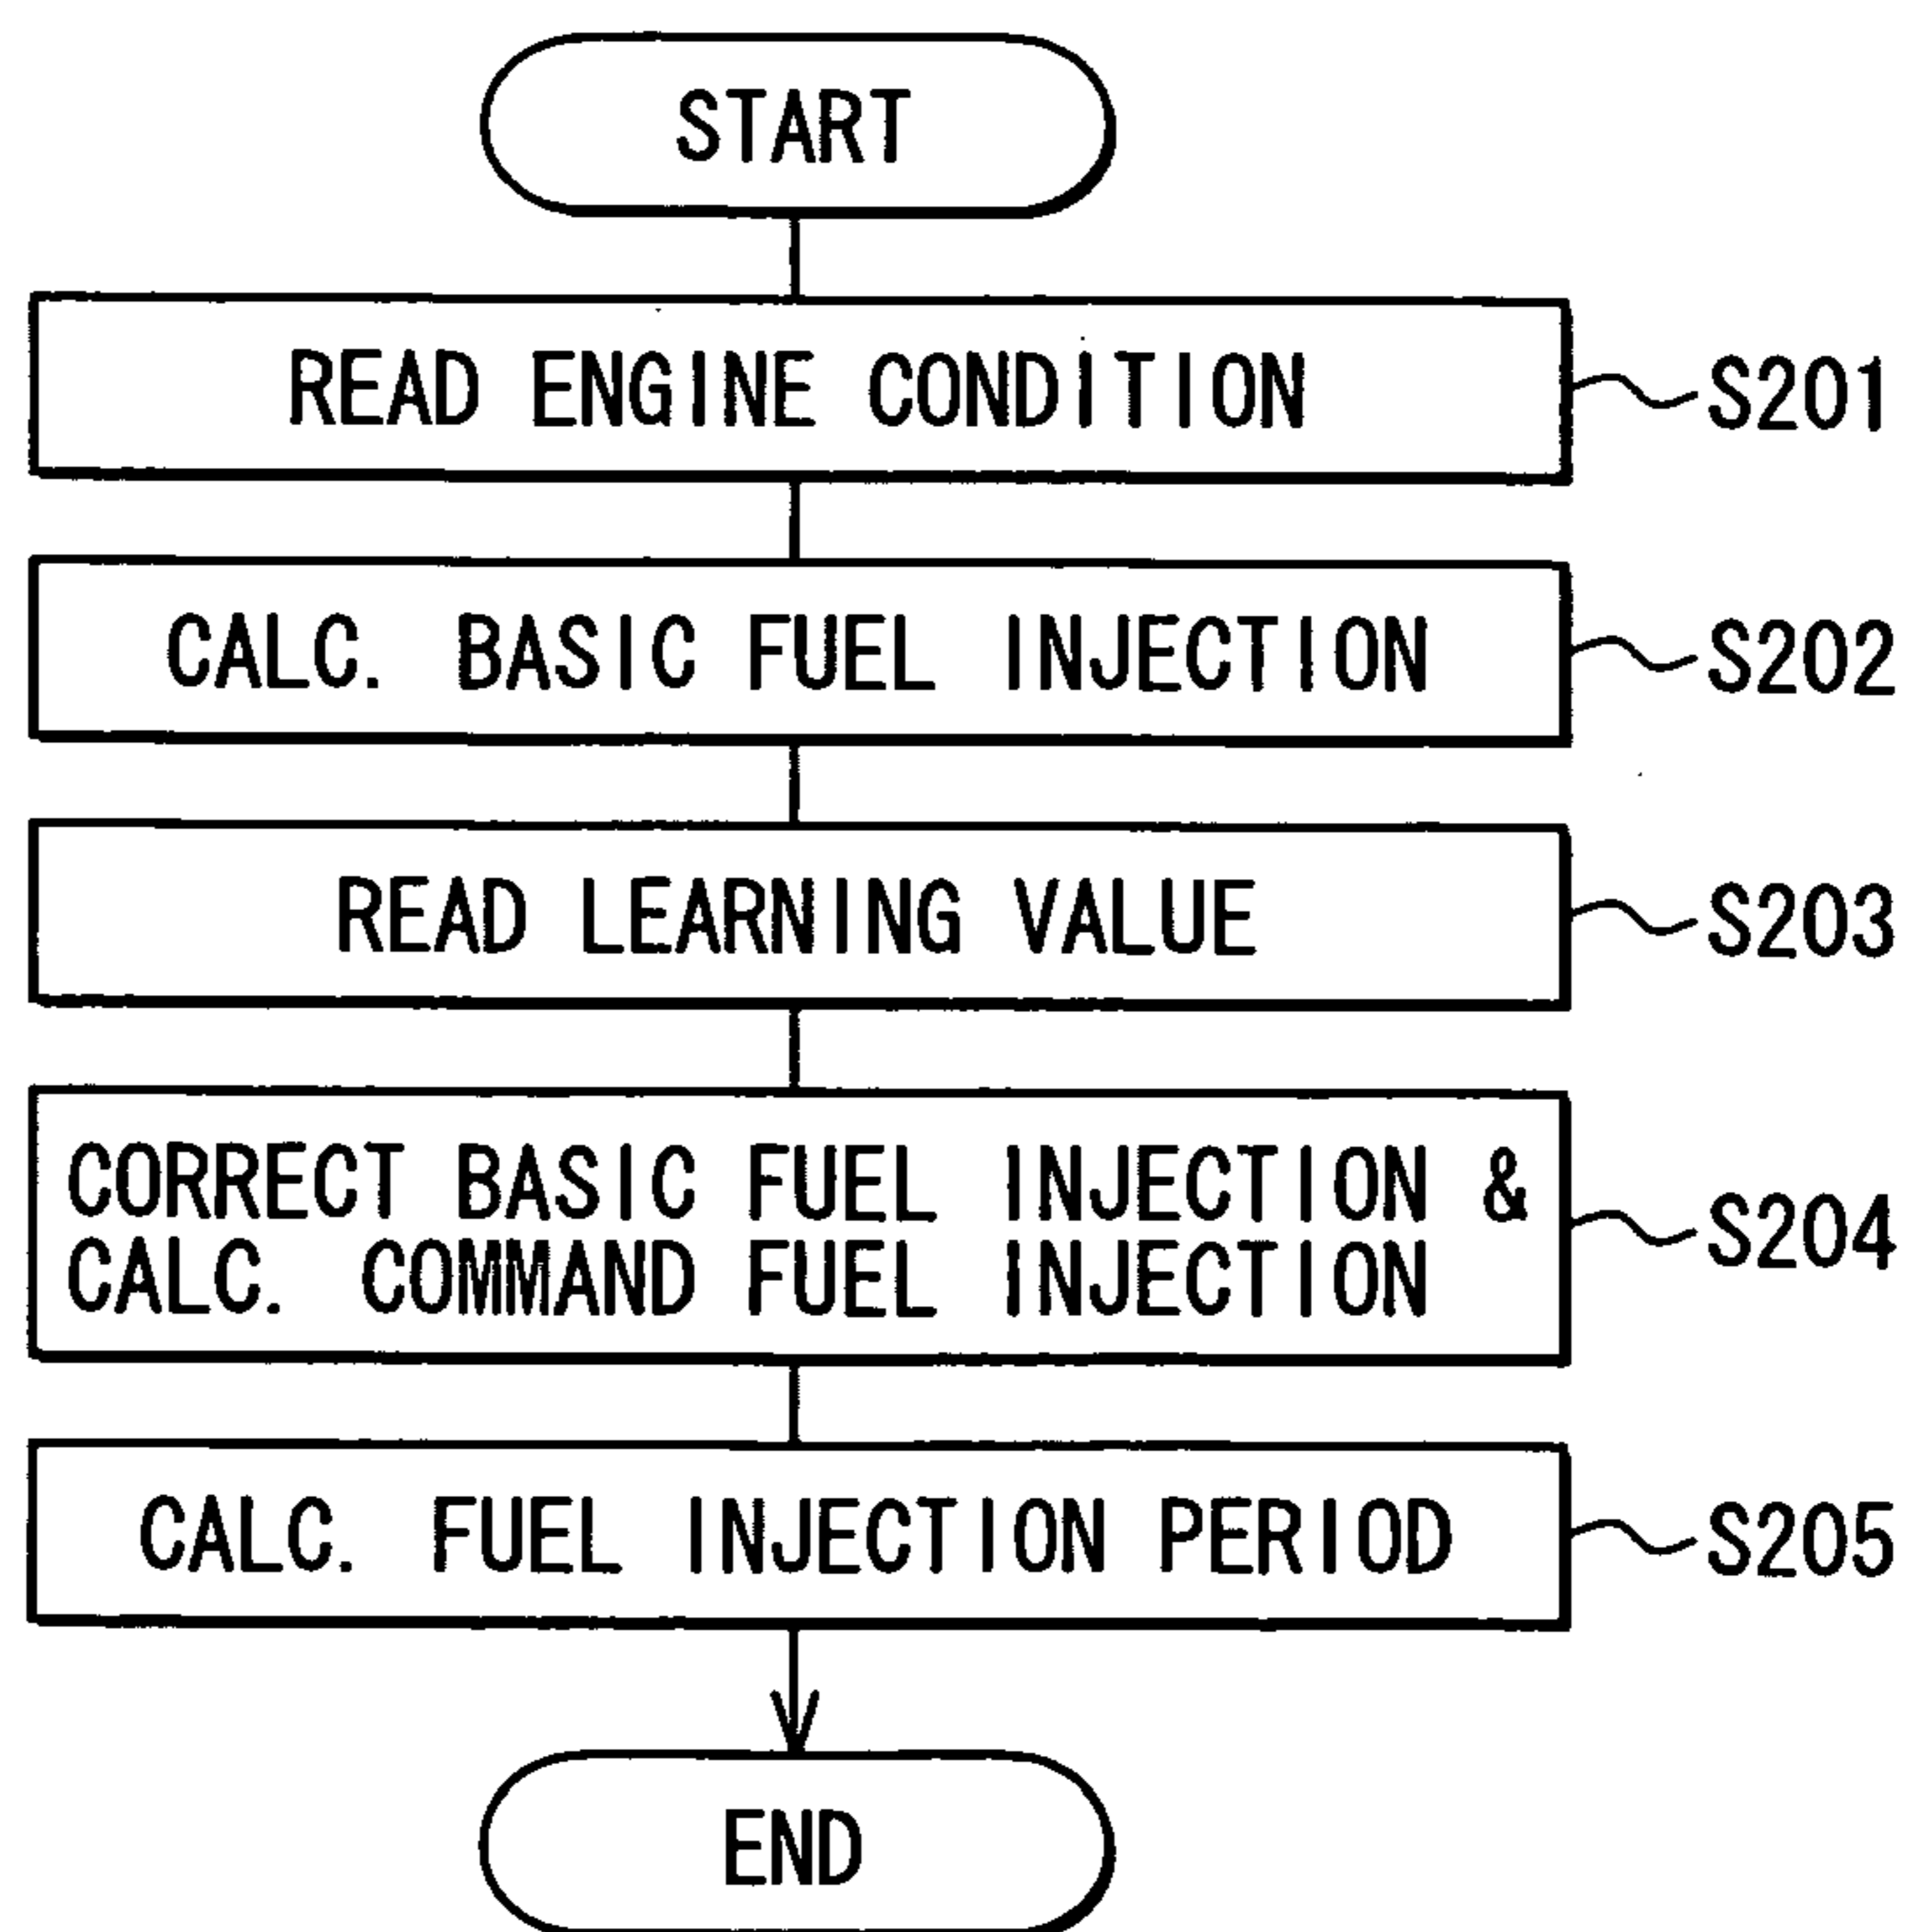 START
READ ENGINE CONDITION
S201
CALC. BASIC FUEL INJECTION
S202
READ LEARNING VALUE
S203
CORRECT BASIC FUEL INJECTION &
CALC. COMMAND FUEL INJECTION
S204
CALC. FUEL INJECTION PERIOD
S205
END